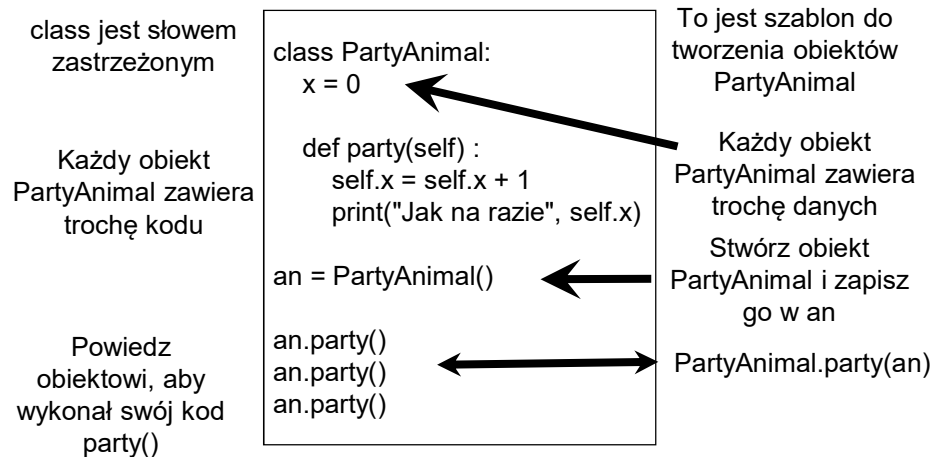 class jest słowem
zastrzeżonym
Każdy obiekt
PartyAnimal zawiera
trochę kodu
Powiedz
obiektowi, aby
wykonał swój kod
party()
class PartyAnimal:
x = 0
def party(self) :
self.x = self.x + 1
print("Jak na razie", self.x)
an = PartyAnimal()
an.party()
an.party()
an.party()
To jest szablon do
tworzenia obiektów
PartyAnimal
Każdy obiekt
PartyAnimal zawiera
trochę danych
Stwórz obiekt
PartyAnimal i zapisz
go w an
PartyAnimal.party(an)